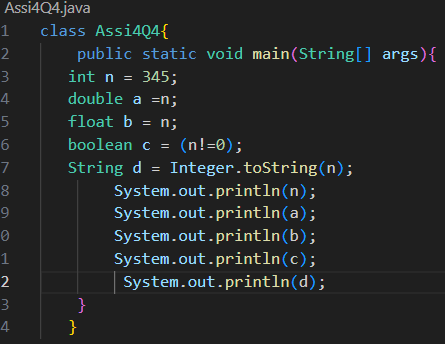 Assi4Q4.java
1 class Assi4Q4{
2 public static void main(String[] args){
3 int n = 345;
4 double a =n;
5 float b = n;
6 boolean c = (n!=0);
7 String d = Integer.toString(n);
8 System.out.println(n);
9 System.out.println(a);
0 System.out.println(b);
1 System.out.println(c);
2 System.out.println(d);
3 }
4 }